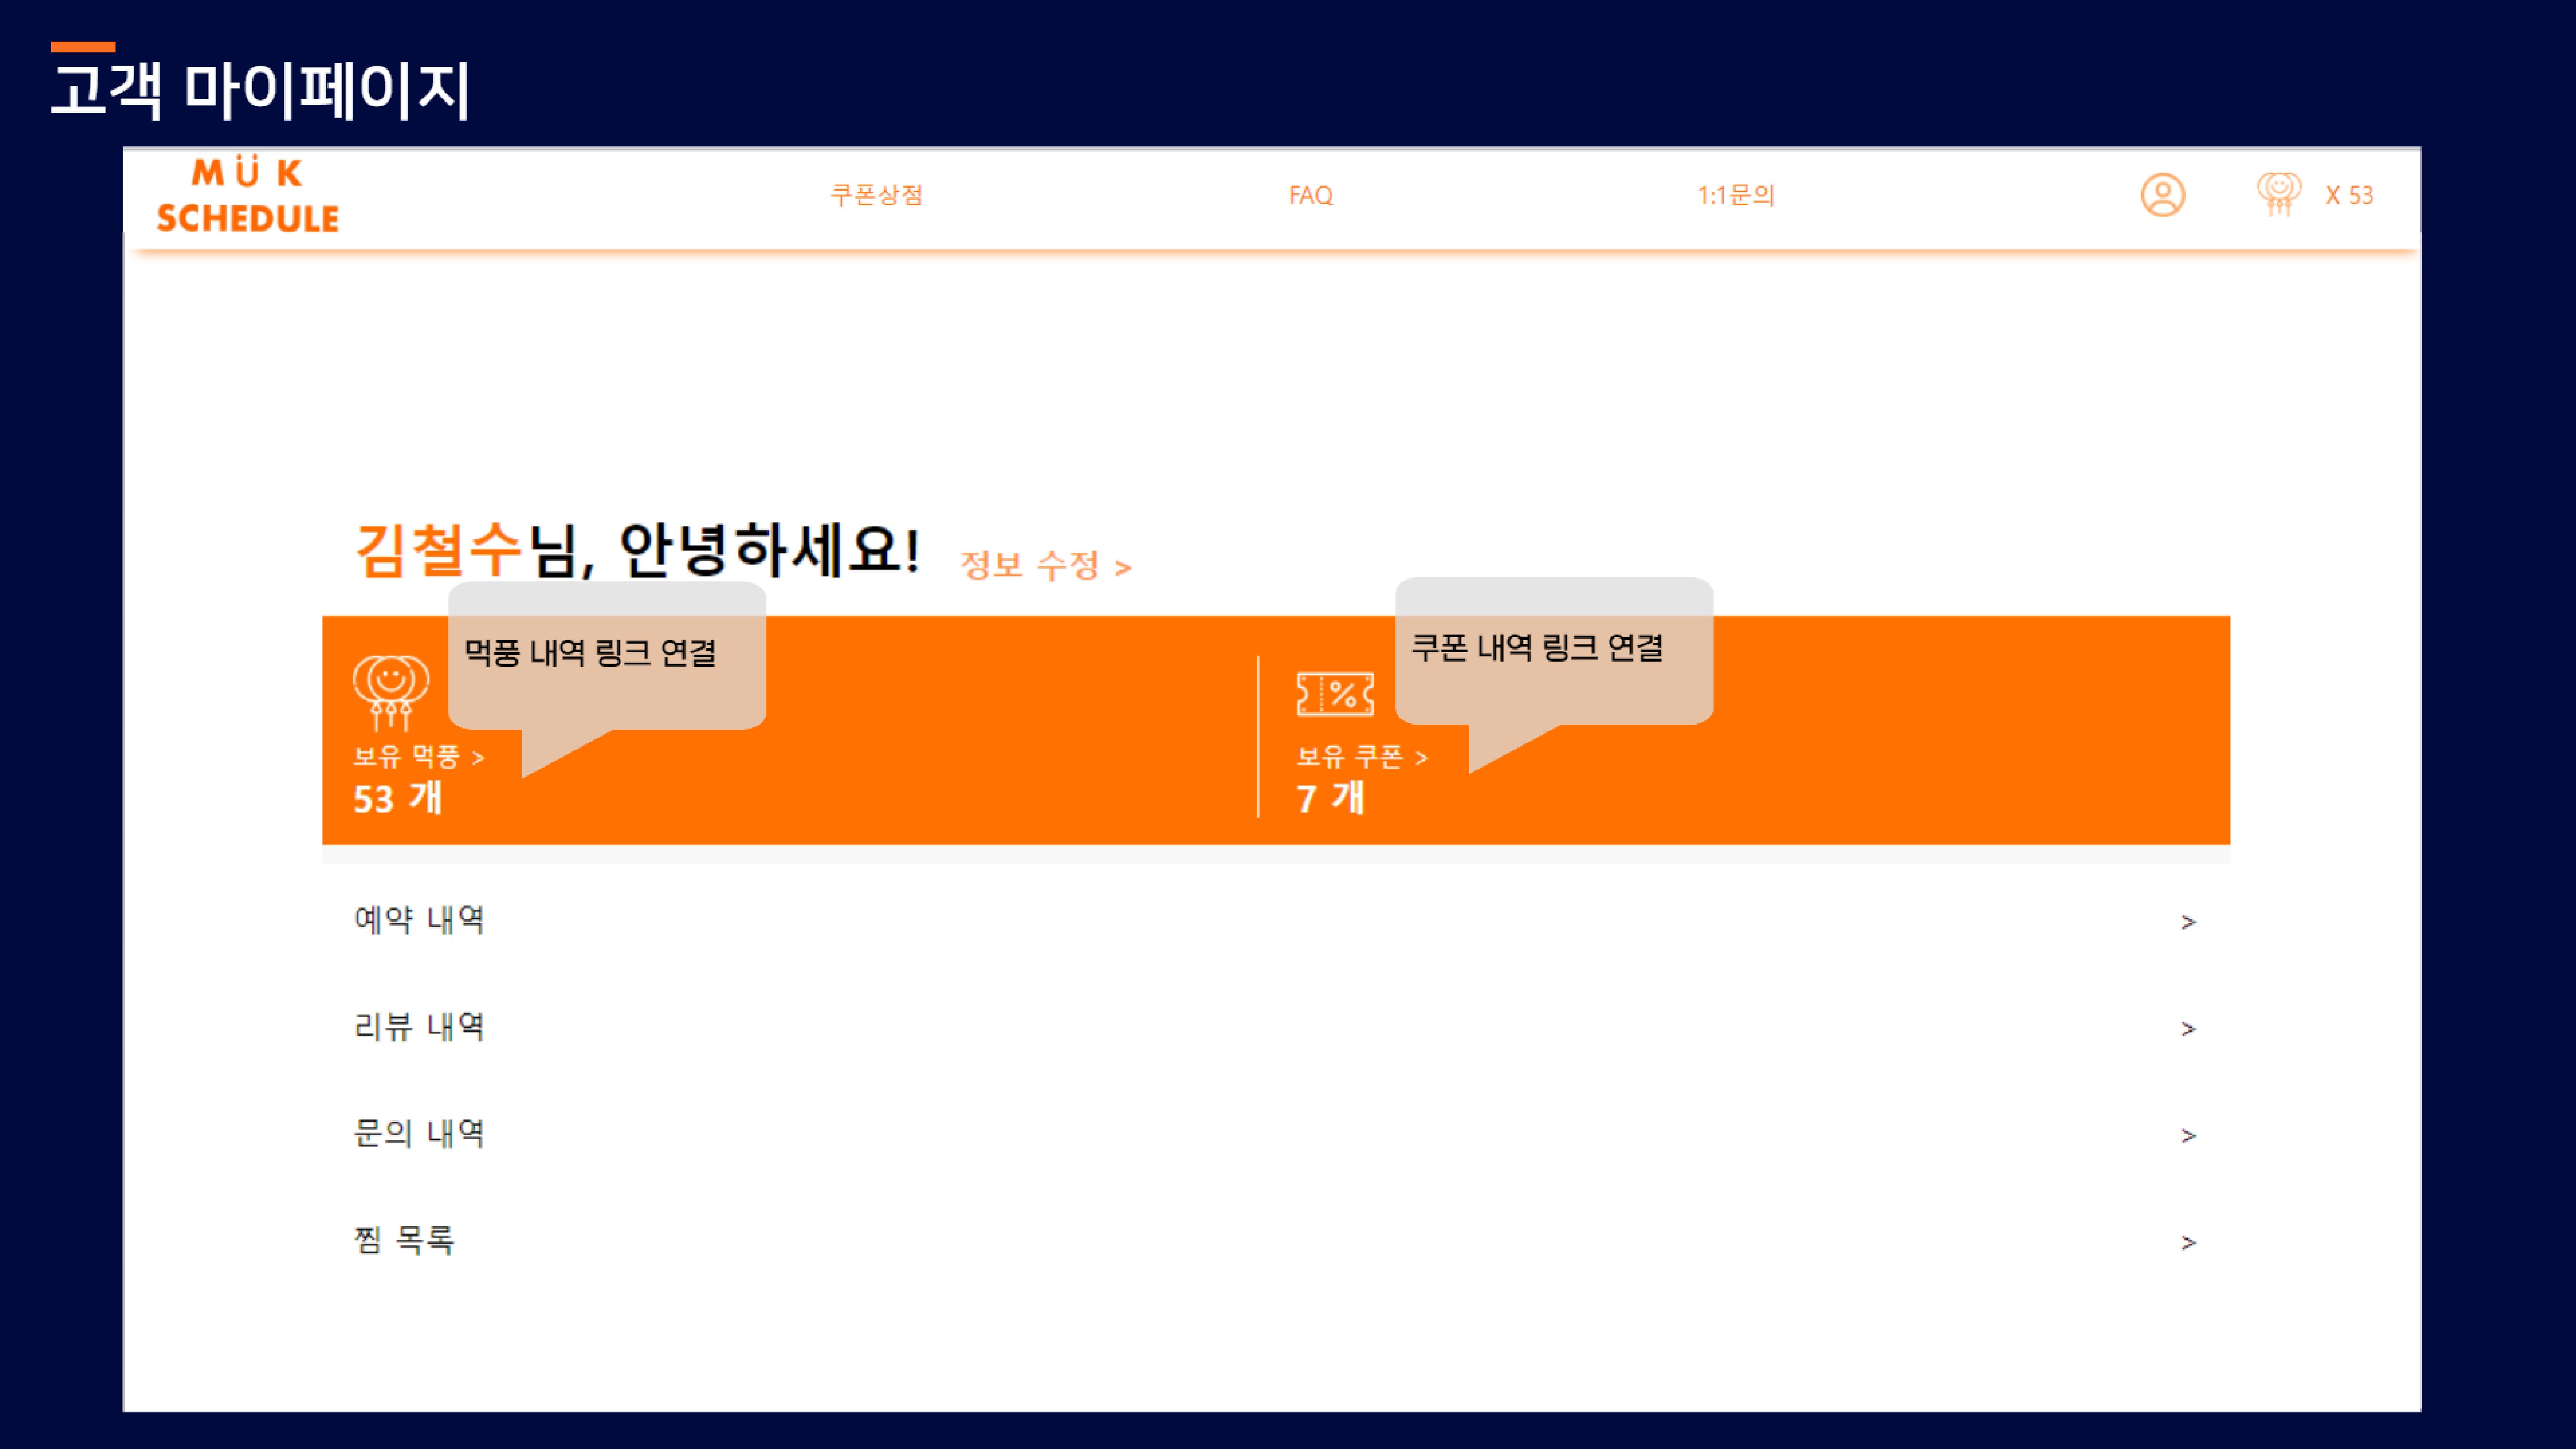 고객 마이페이지
MÜK
SCHEDULE
쿠폰상점
FAQ
1:1문의
X 53
김철수님, 안녕하세요!
정보 수정 >
먹풍 내역 링크 연결
쿠폰 내역 링크 연결
보유 먹풍 >
53 개
보유 쿠폰 >
7 개
예약 내역 >
리뷰 내역 >
문의 내역 >
찜 목록 >